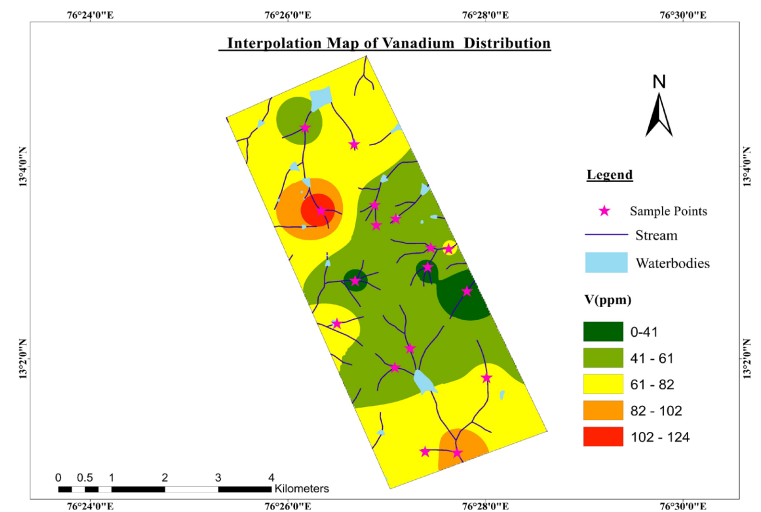 76°24'0"E 76°26'0"E 76°28'0"E 76°30'0"E
Interpolation Map of Vanadium Distribution
N
13°4'0"N 13°4'0"N
Legend
Sample Points
Stream
Waterbodies
V(ppm)
0-41
41 - 61
61 - 82
82 - 102
102 - 124
13°2'0"N 13°2'0"N
0 0.5 1 2 3 4
Kilometers
76°24'0"E 76°26'0"E 76°28'0"E 76°30'0"E